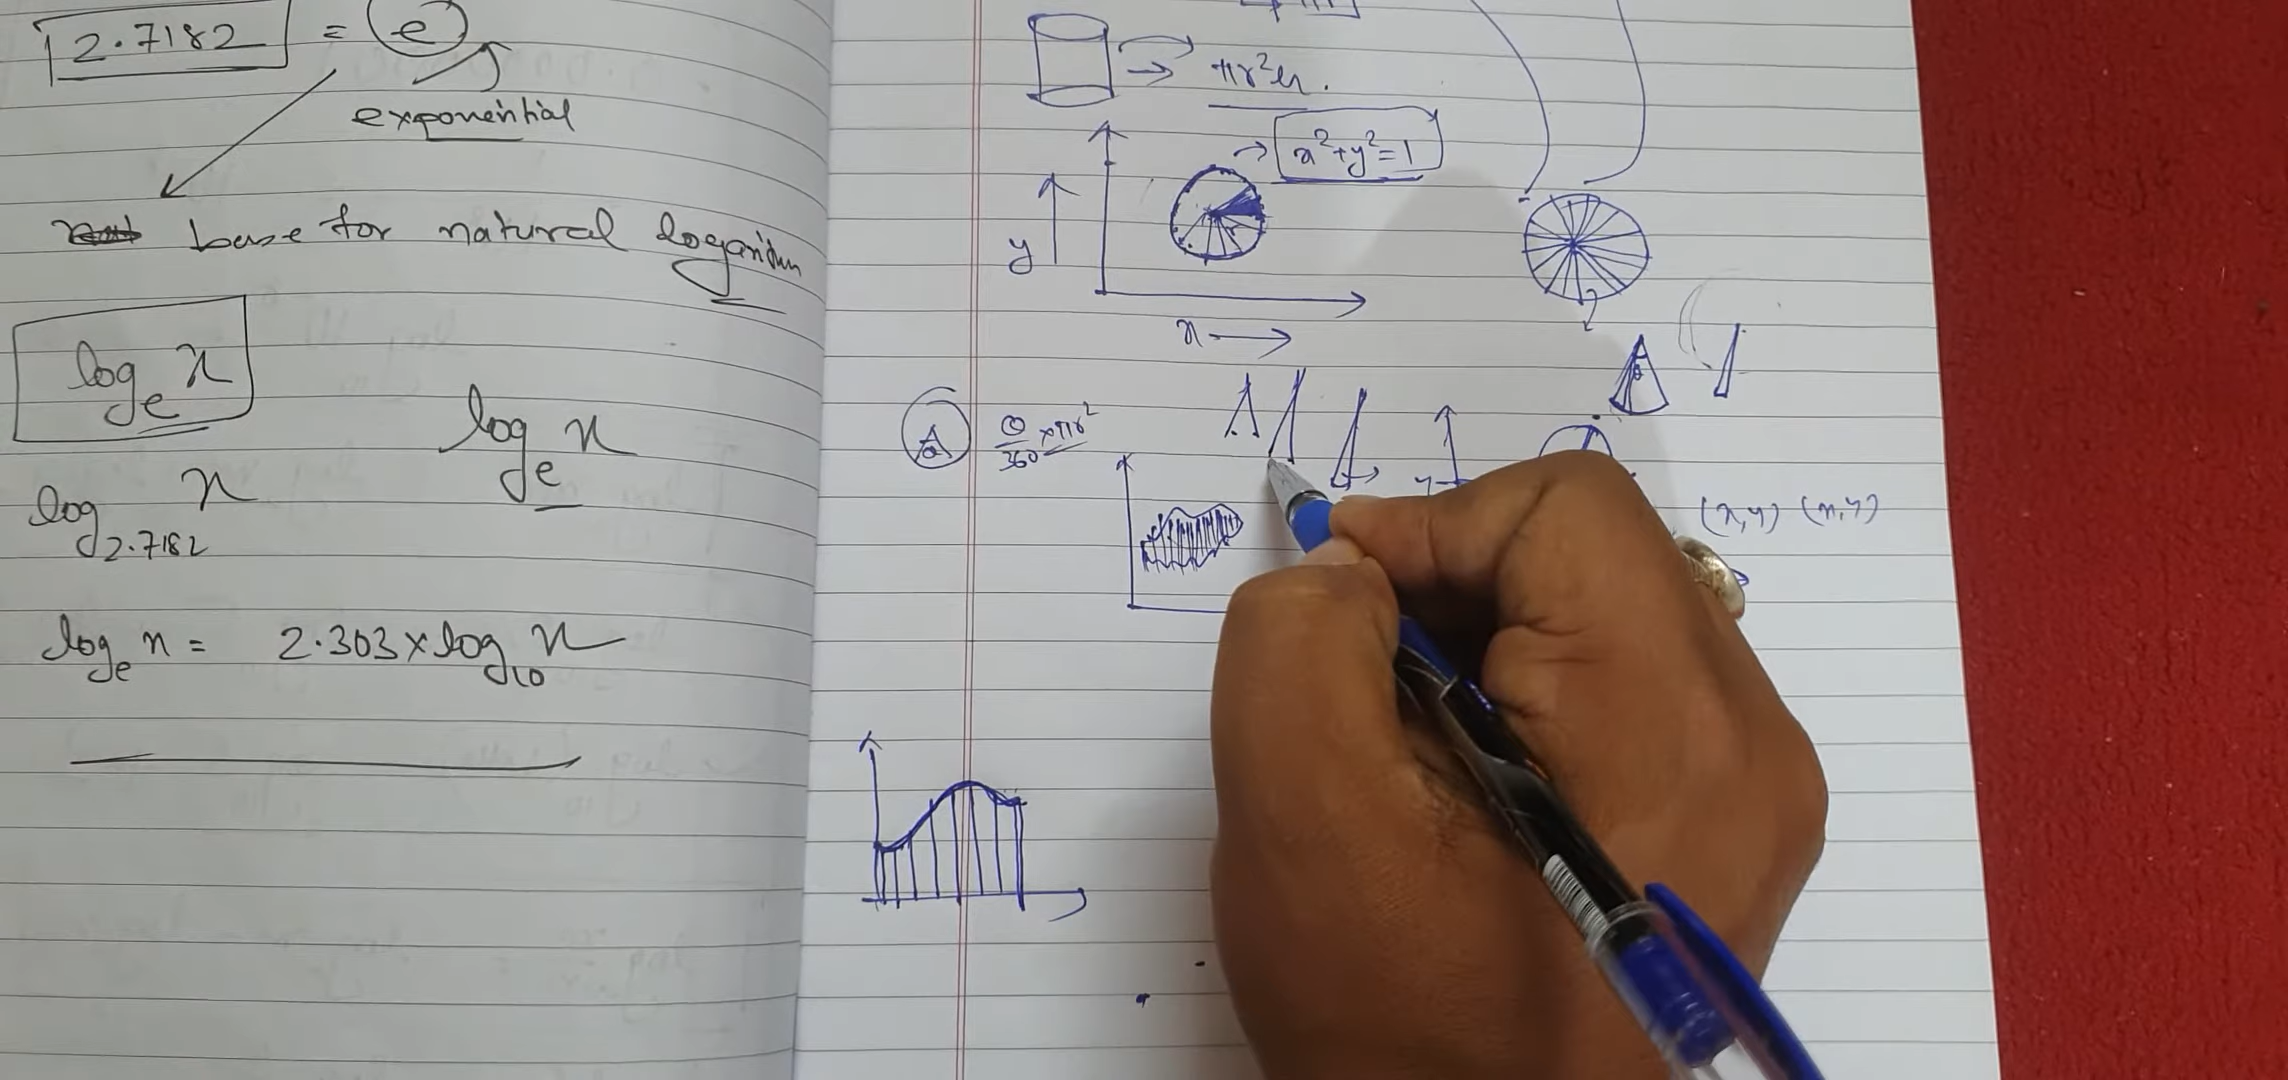 2.7182 = e
exponential
base for natural logarithm
logₑ x
logₑ x
log₂.₇₁₈₂ x
logₑ x = 2.303 × log₁₀ x
πr²h.
x²+y²=1
y
x
A
θ/360 × πr²
θ
y
(x,y) (x,y)